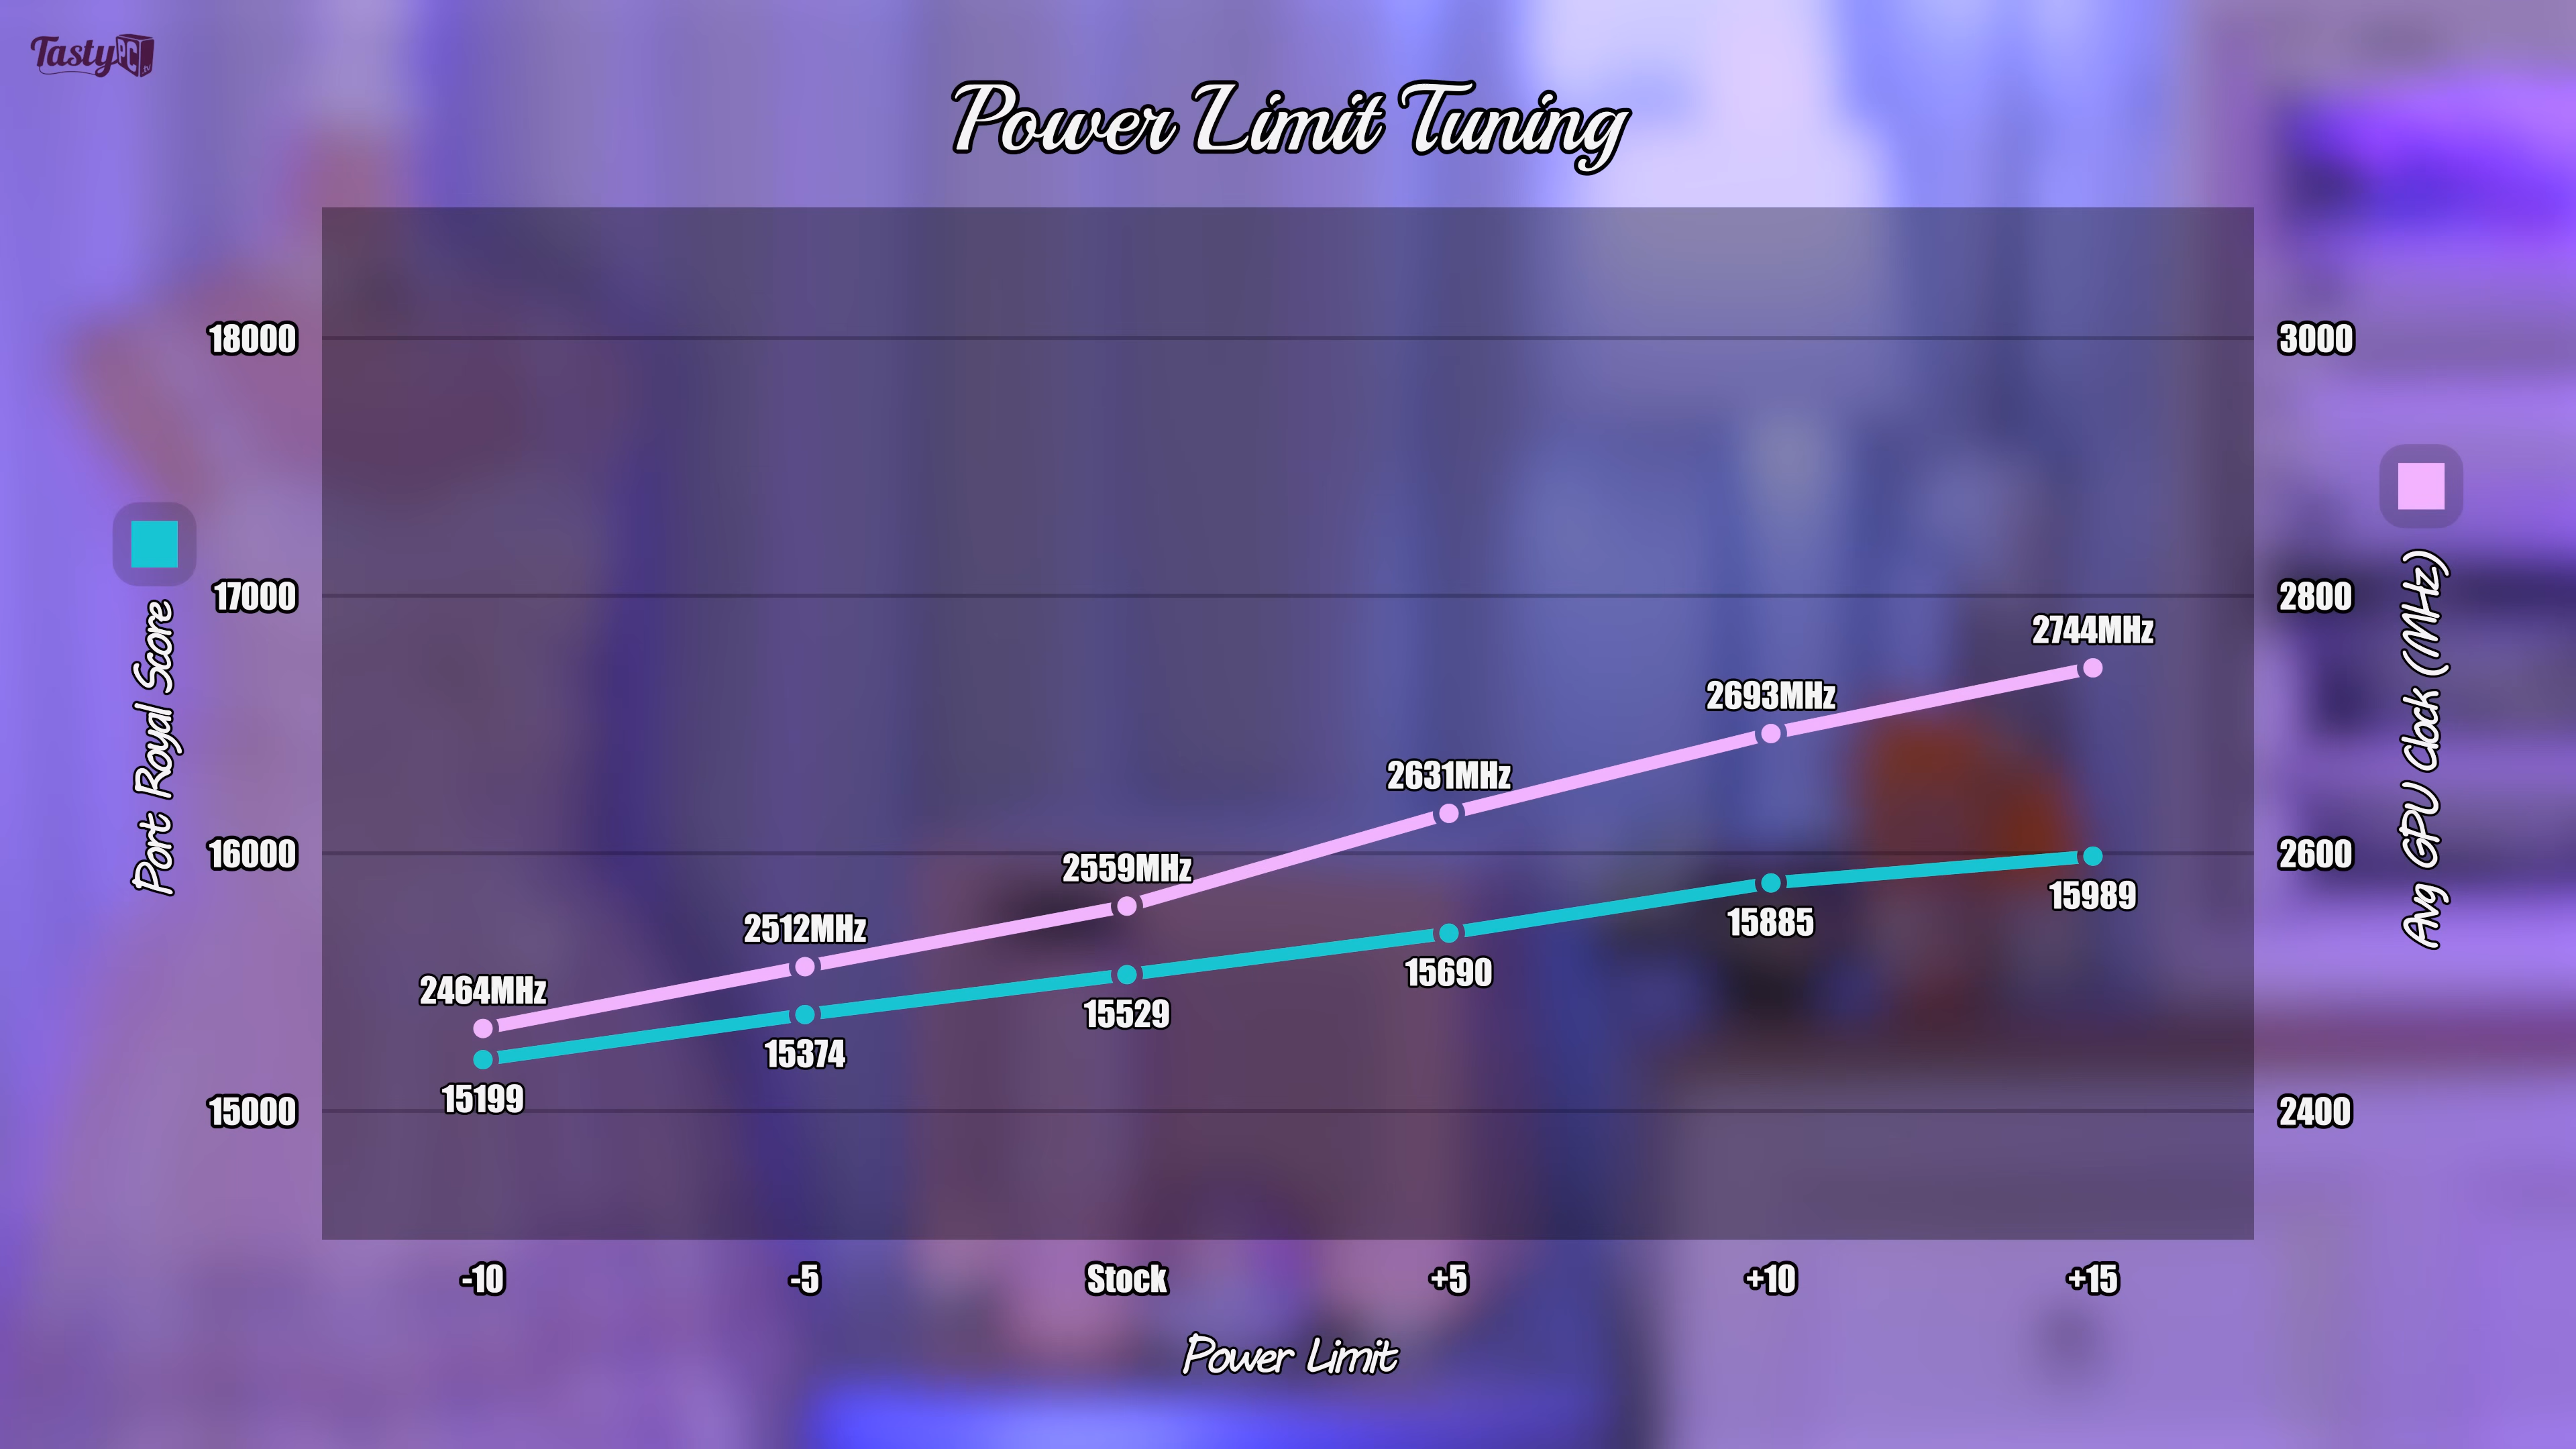 TastyPC
Power Limit Tuning
18000
17000
16000
15000
3000
2800
2600
2400
Port Royal Score
Avg GPU Clock (MHz)
2464MHz
2512MHz
2559MHz
2631MHz
2693MHz
2744MHz
15199
15374
15529
15690
15885
15989
-10
-5
Stock
+5
+10
+15
Power Limit